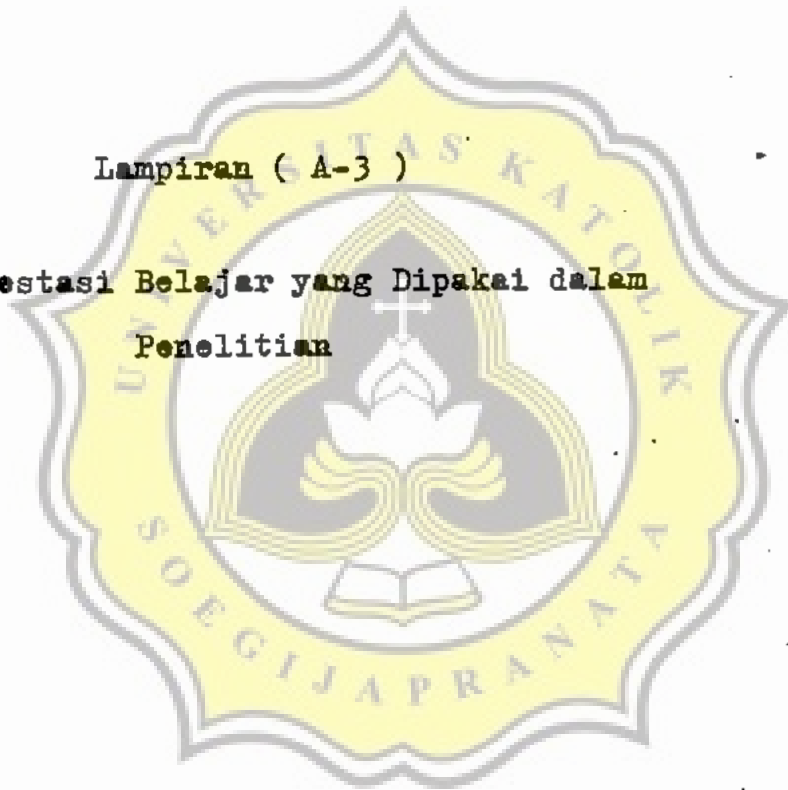 Lampiran ( A-3 )
estasi Belajar yang Dipakai dalam
Penelitian
UNIVERSITAS KATOLIK
SOEGIJAPRANATA